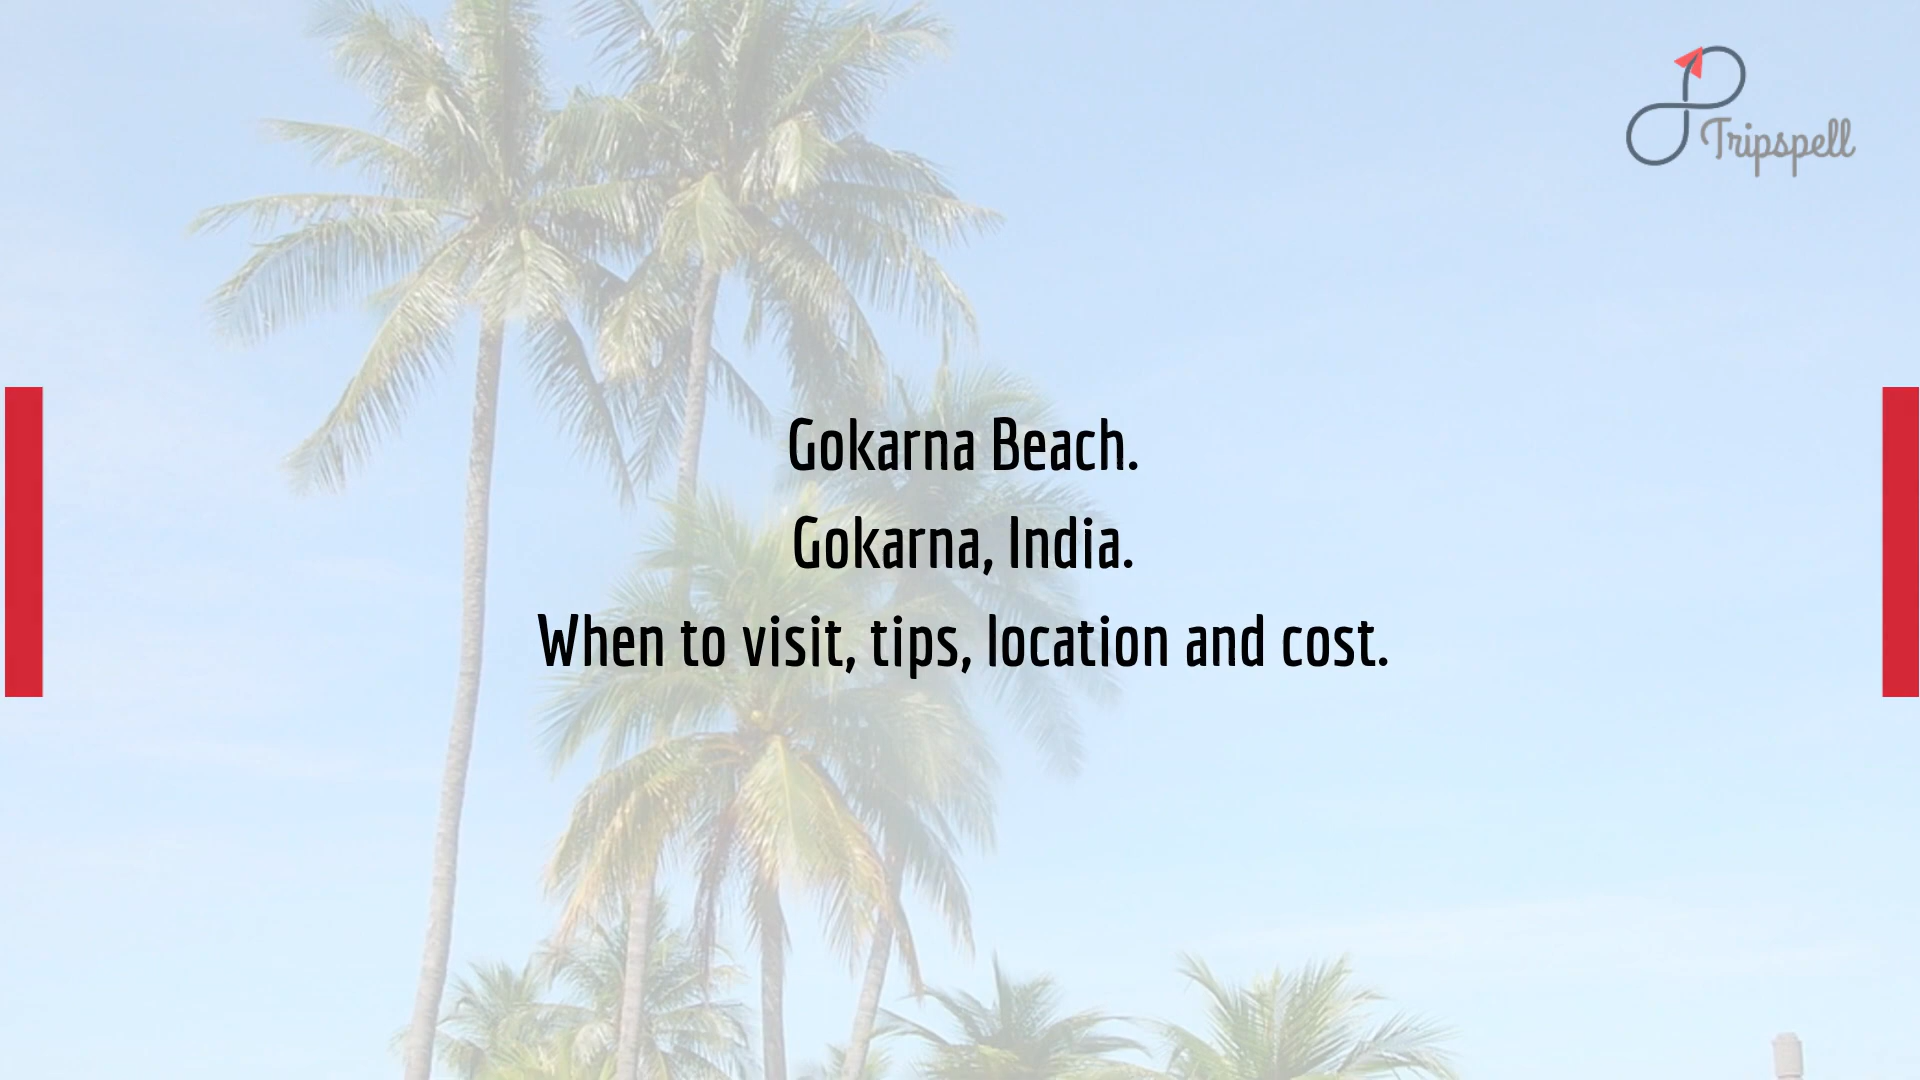 Tripspell
Gokarna Beach.
Gokarna, India.
When to visit, tips, location and cost.